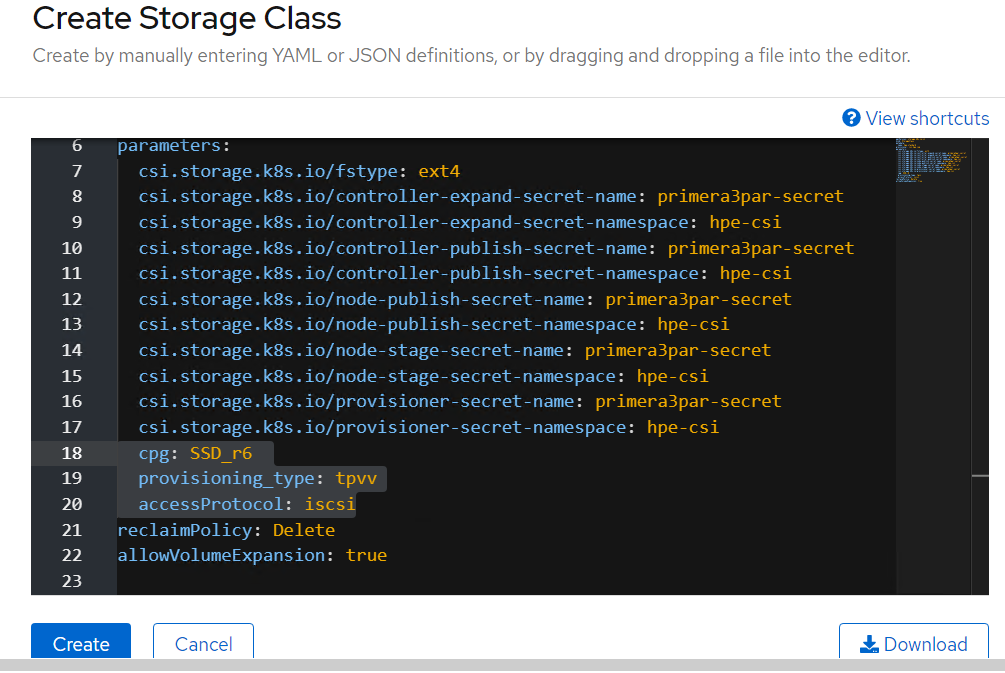 Create Storage Class
Create by manually entering YAML or JSON definitions, or by dragging and dropping a file into the editor.
View shortcuts
6 parameters:
7 csi.storage.k8s.io/fstype: ext4
8 csi.storage.k8s.io/controller-expand-secret-name: primera3par-secret
9 csi.storage.k8s.io/controller-expand-secret-namespace: hpe-csi
10 csi.storage.k8s.io/controller-publish-secret-name: primera3par-secret
11 csi.storage.k8s.io/controller-publish-secret-namespace: hpe-csi
12 csi.storage.k8s.io/node-publish-secret-name: primera3par-secret
13 csi.storage.k8s.io/node-publish-secret-namespace: hpe-csi
14 csi.storage.k8s.io/node-stage-secret-name: primera3par-secret
15 csi.storage.k8s.io/node-stage-secret-namespace: hpe-csi
16 csi.storage.k8s.io/provisioner-secret-name: primera3par-secret
17 csi.storage.k8s.io/provisioner-secret-namespace: hpe-csi
18 cpg: SSD_r6
19 provisioning_type: tpvv
20 accessProtocol: iscsi
21 reclaimPolicy: Delete
22 allowVolumeExpansion: true
23
Create Cancel Download